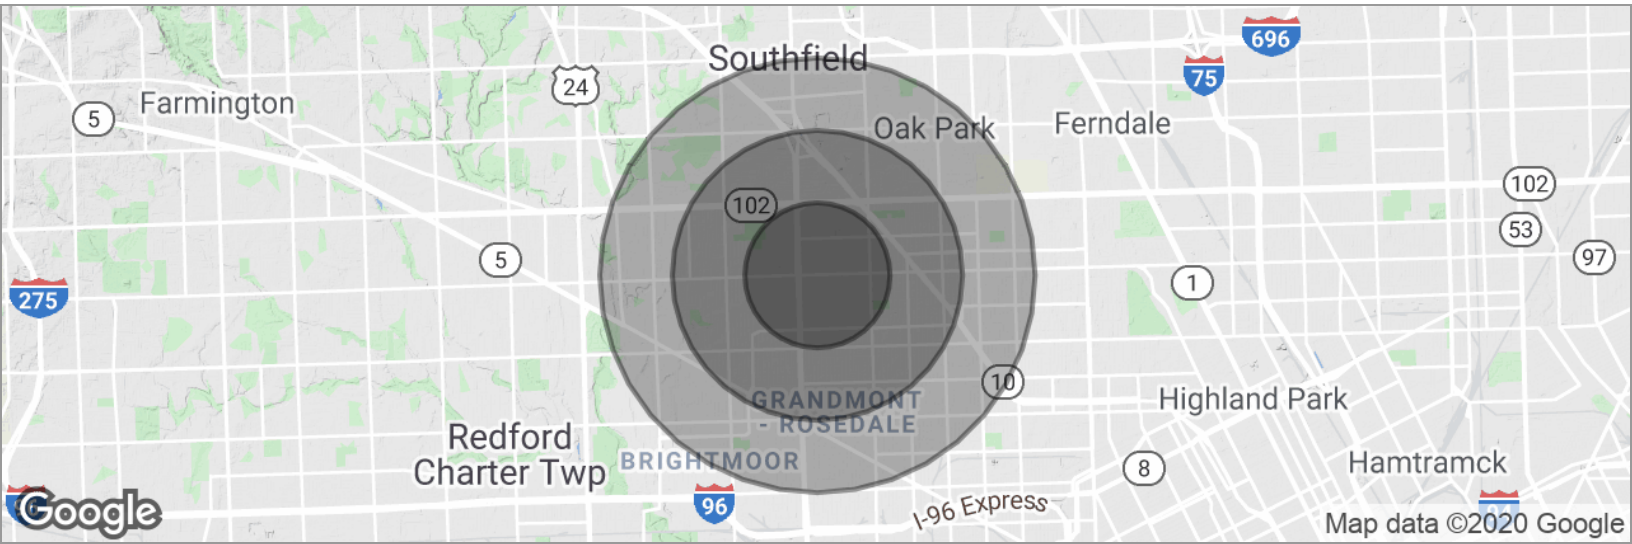 Southfield
696
75
24
Farmington
5
Oak Park
Ferndale
102
102
53
97
5
1
275
10
GRANDMONT
- ROSEDALE
Highland Park
Redford
Charter Twp
BRIGHTMOOR
8
Hamtramck
96
I-96 Express
94
Google
Map data ©2020 Google